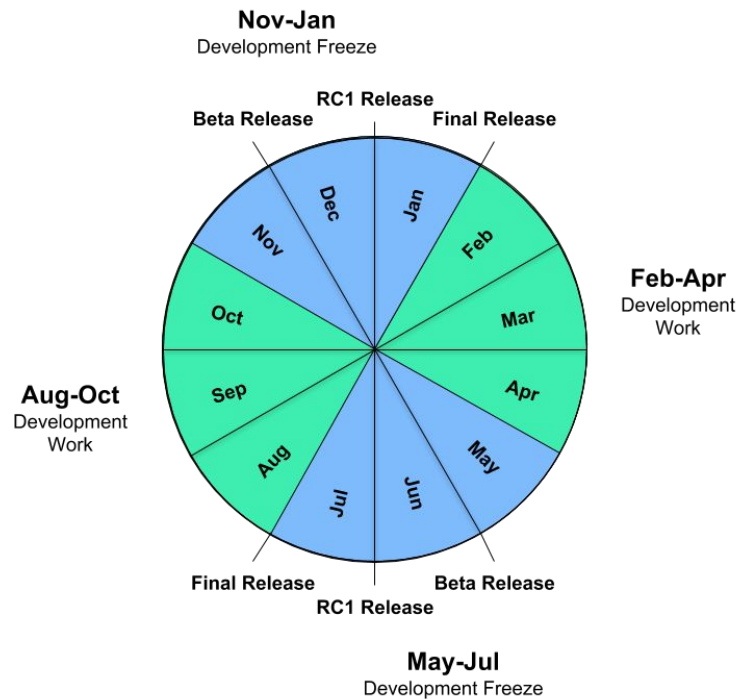 Nov-Jan
Development Freeze
RC1 Release
Beta Release
Final Release
Dec
Jan
Nov
Feb
Oct
Mar
Feb-Apr
Development
Work
Aug-Oct
Development
Work
Sep
Apr
Aug
May
Jul
Jun
Final Release
Beta Release
RC1 Release
May-Jul
Development Freeze